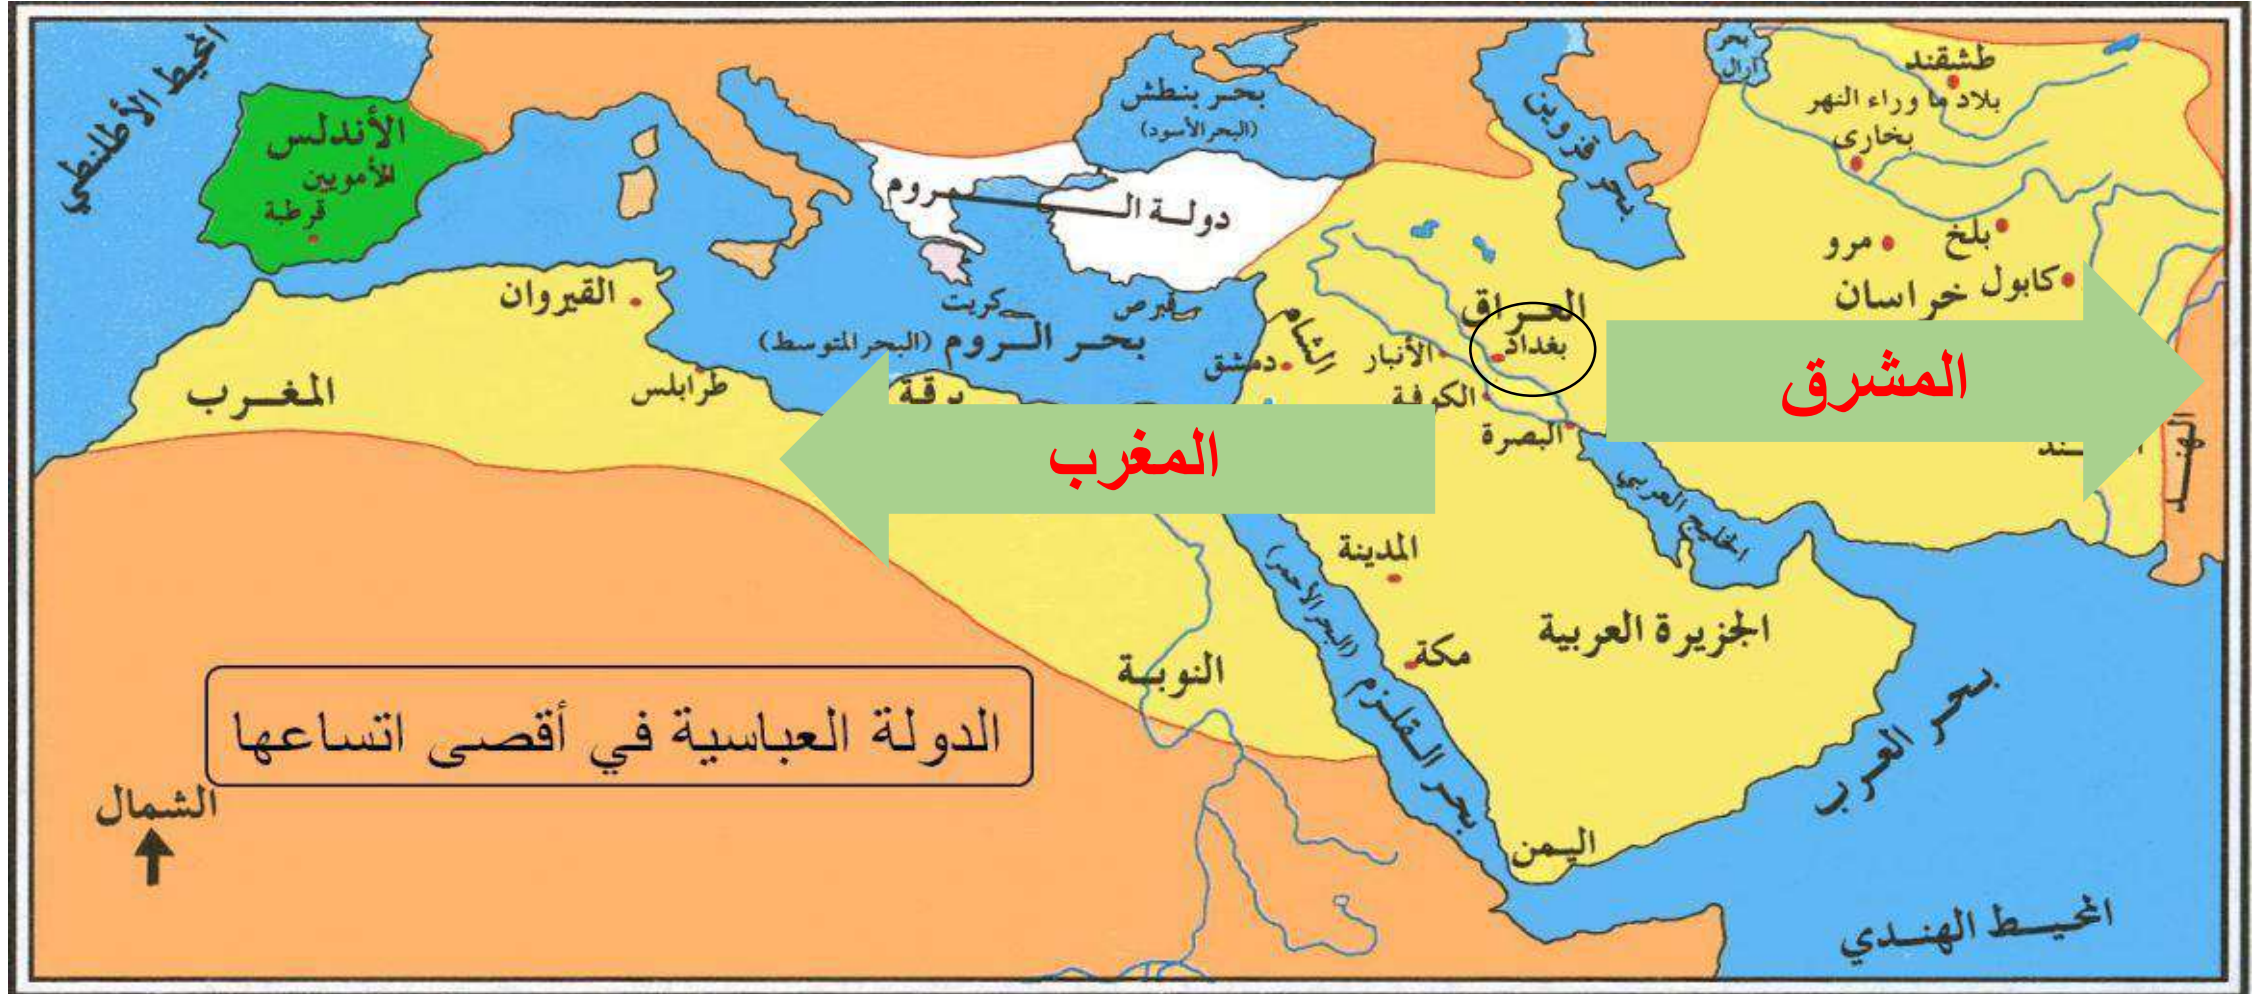 المحيط الأطلنطي
الأندلس
للأمويين
قرطبة
بحر بنطش
(البحر الأسود)
دولة الروم
بحر قزوين
بحر
آرال
طشقند
بلاد ما وراء النهر
بخارى
مرو
بلخ
كابول
خراسان
القيروان
المغرب
طرابلس
برقة
كريت
قبرص
بحر الروم (البحر المتوسط)
الشام
دمشق
العراق
بغداد
الأنبار
الكوفة
البصرة
المشرق
المغرب
الهند
الخليج العربي
المدينة
مكة
الجزيرة العربية
بحر القلزم
(البحر الأحمر)
النوبة
اليمن
بحر العرب
المحيط الهندي
الدولة العباسية في أقصى اتساعها
الشمال